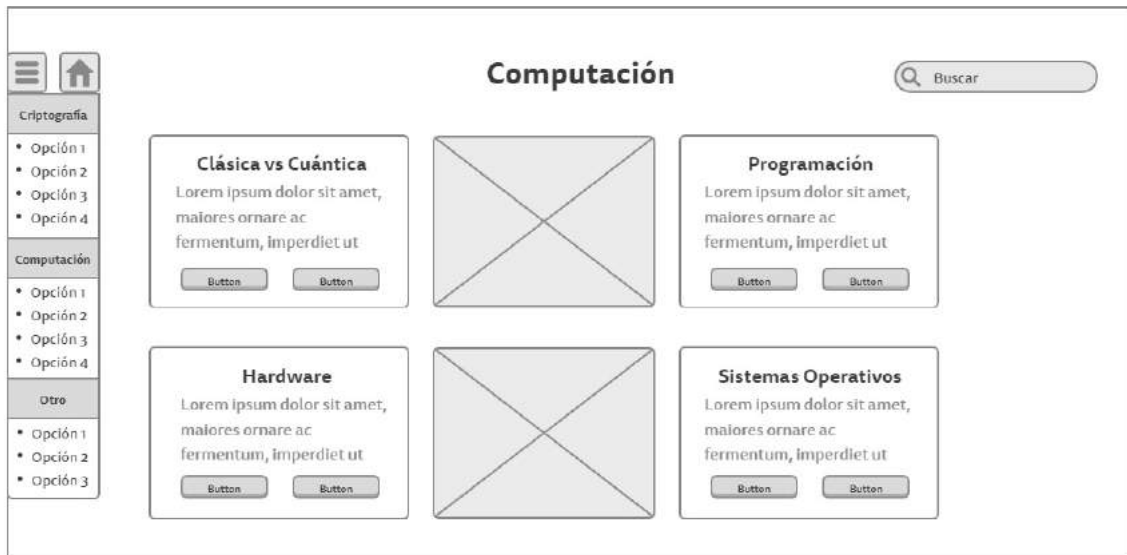 Computación
Buscar
Criptografía
• Opción 1
• Opción 2
• Opción 3
• Opción 4
Computación
• Opción 1
• Opción 2
• Opción 3
• Opción 4
Otro
• Opción 1
• Opción 2
• Opción 3
Clásica vs Cuántica
Lorem ipsum dolor sit amet,
maiores ornare ac
fermentum, imperdiet ut
Button Button
Programación
Lorem ipsum dolor sit amet,
maiores ornare ac
fermentum, imperdiet ut
Button Button
Hardware
Lorem ipsum dolor sit amet,
maiores ornare ac
fermentum, imperdiet ut
Button Button
Sistemas Operativos
Lorem ipsum dolor sit amet,
maiores ornare ac
fermentum, imperdiet ut
Button Button